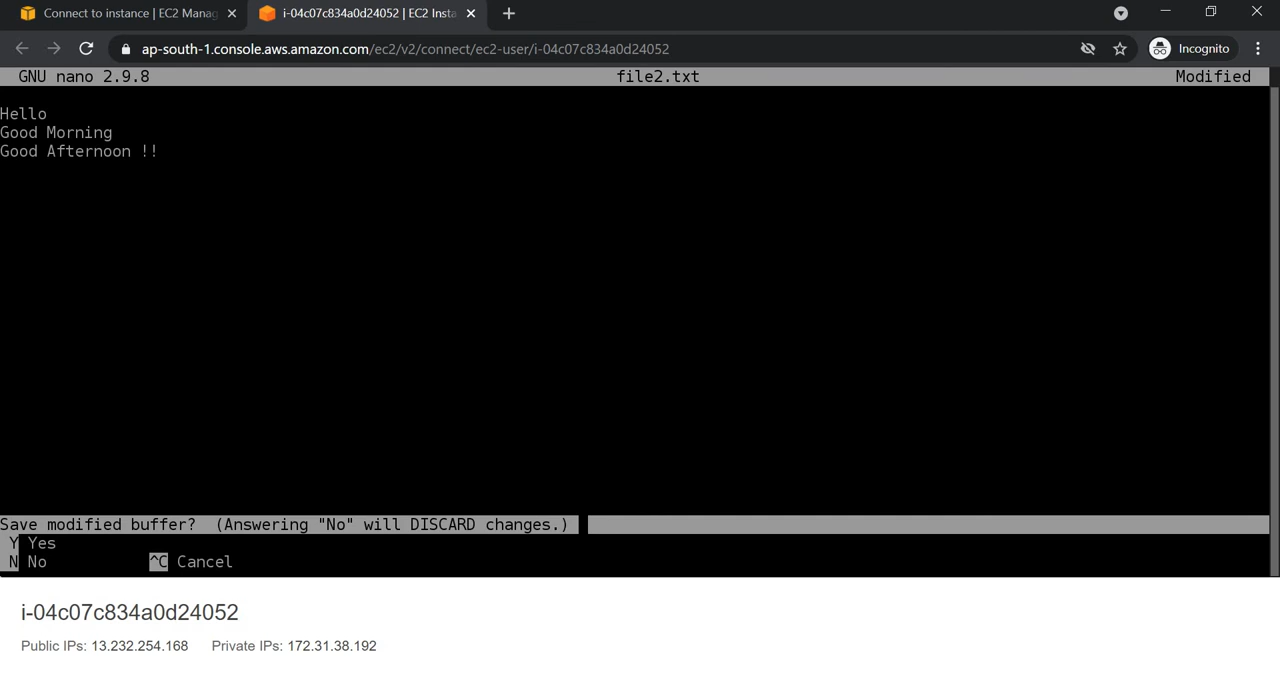 Connect to instance | EC2 Manag
i-04c07c834a0d24052 | EC2 Insta
ap-south-1.console.aws.amazon.com/ec2/v2/connect/ec2-user/i-04c07c834a0d24052
Incognito
GNU nano 2.9.8 file2.txt Modified
Hello
Good Morning
Good Afternoon !!
Save modified buffer?  (Answering "No" will DISCARD changes.)
Y Yes
N No ^C Cancel
i-04c07c834a0d24052
Public IPs: 13.232.254.168 Private IPs: 172.31.38.192